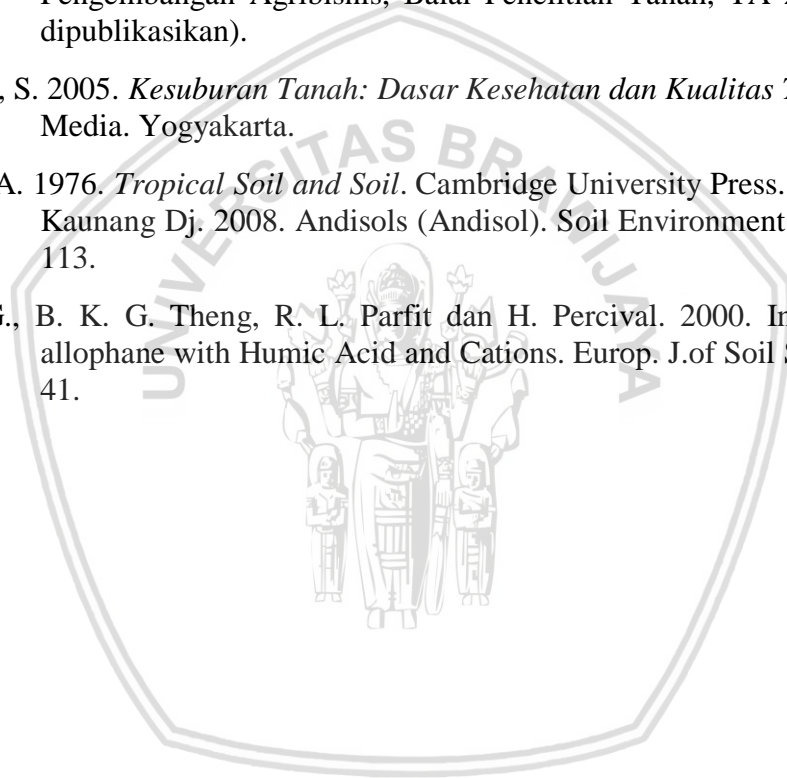 Pengembangan Agribisnis, Balai Penelitian Tanah, TA
dipublikasikan).
, S. 2005. Kesuburan Tanah: Dasar Kesehatan dan Kualitas T
Media. Yogyakarta.
A. 1976. Tropical Soil and Soil. Cambridge University Press.
Kaunang Dj. 2008. Andisols (Andisol). Soil Environment
113.
G., B. K. G. Theng, R. L. Parfit dan H. Percival. 2000. In
allophane with Humic Acid and Cations. Europ. J.of Soil S
41.
UNIVERSITAS BRAWIJAYA